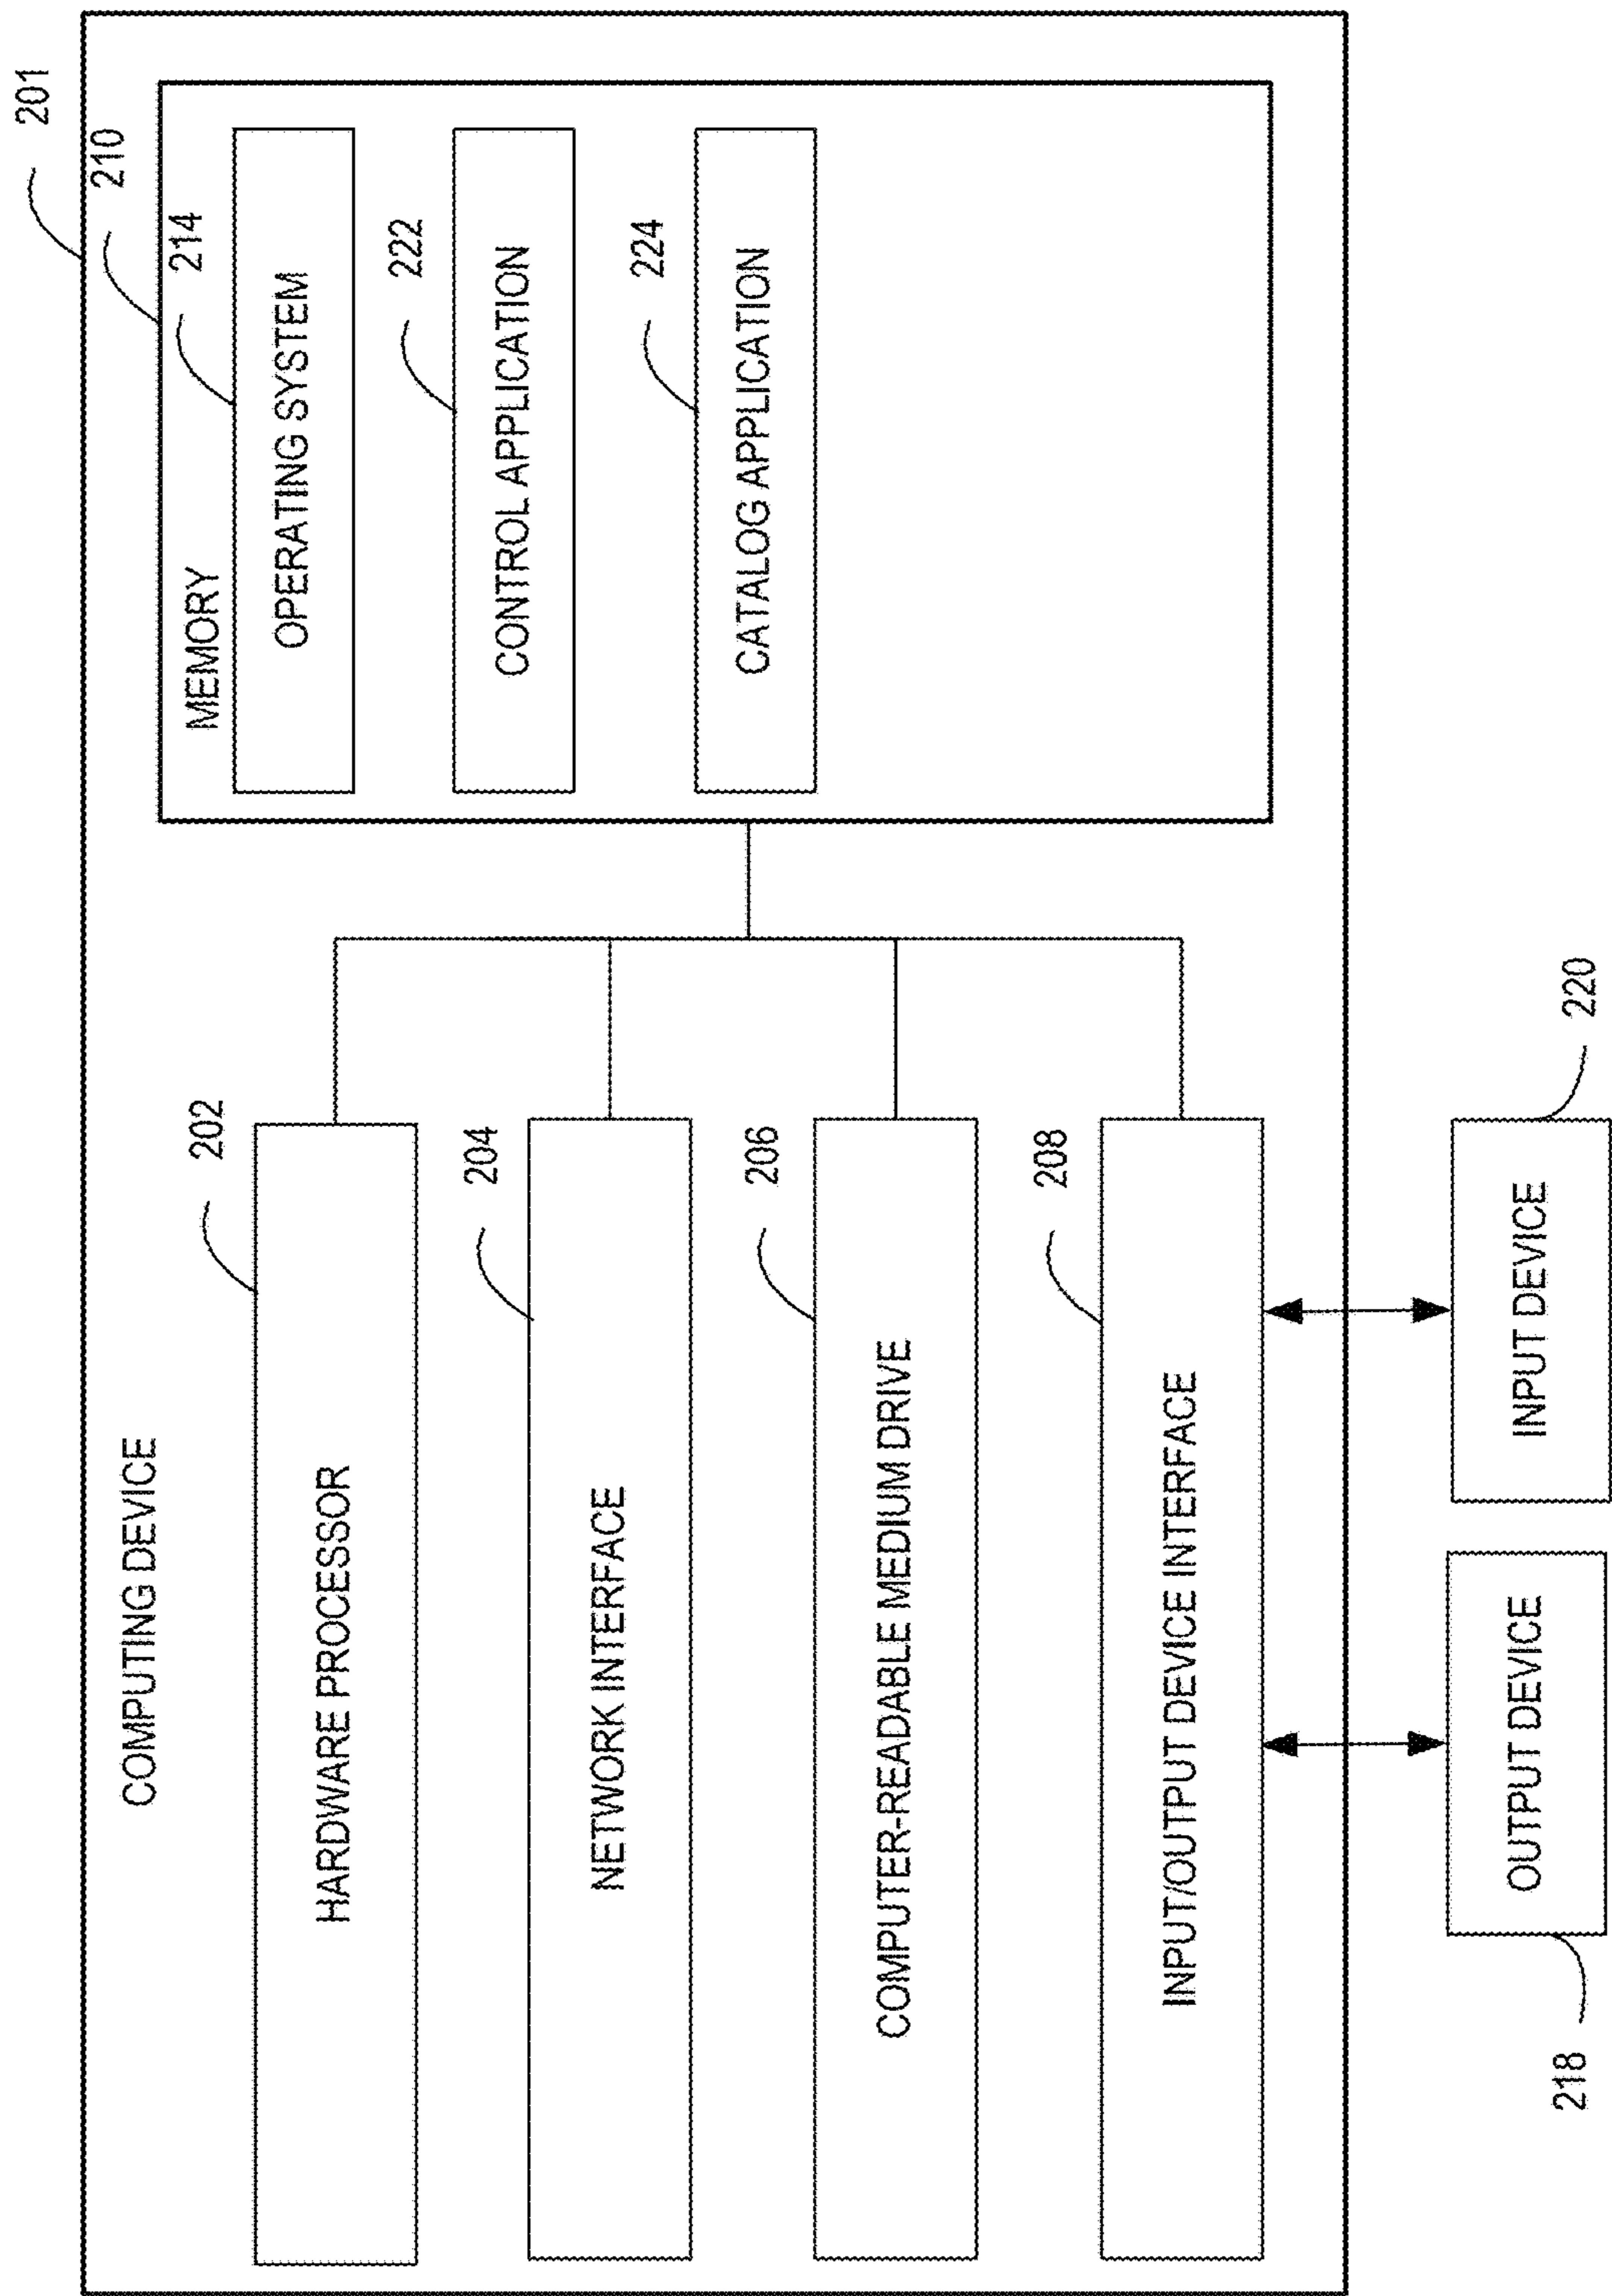 201
210
COMPUTING DEVICE
MEMORY
214
OPERATING SYSTEM
202
HARDWARE PROCESSOR
222
CONTROL APPLICATION
204
NETWORK INTERFACE
224
CATALOG APPLICATION
206
COMPUTER-READABLE MEDIUM DRIVE
208
INPUT/OUTPUT DEVICE INTERFACE
218
OUTPUT DEVICE
INPUT DEVICE
220